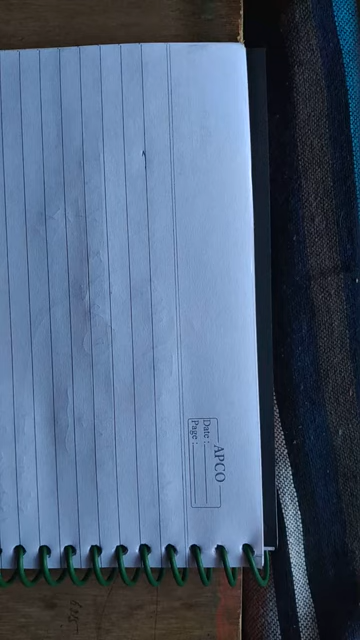 APCO
Date :
Page :